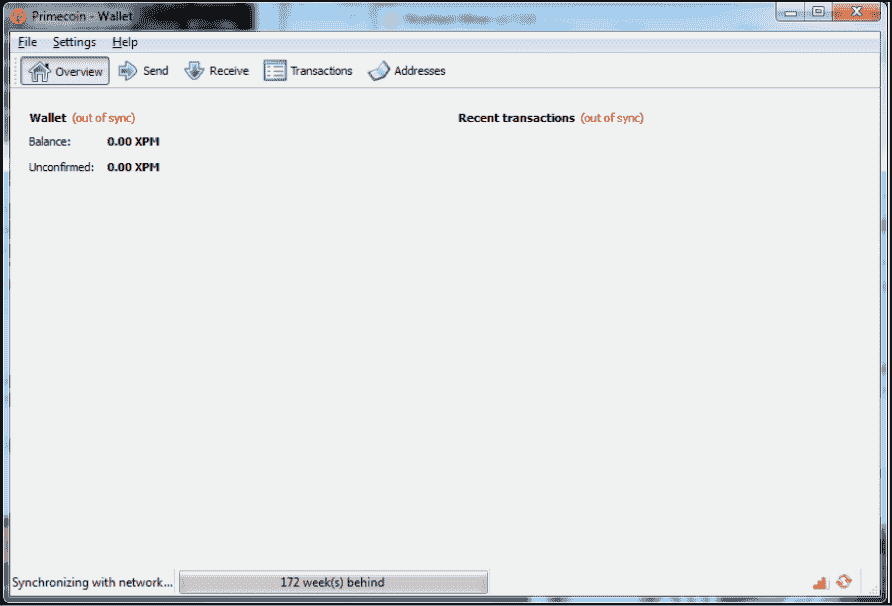 Primecoin - Wallet
File Settings Help
Overview Send Receive Transactions Addresses
Wallet (out of sync) Recent transactions (out of sync)
Balance: 0.00 XPM
Unconfirmed: 0.00 XPM
Synchronizing with network... 172 week(s) behind